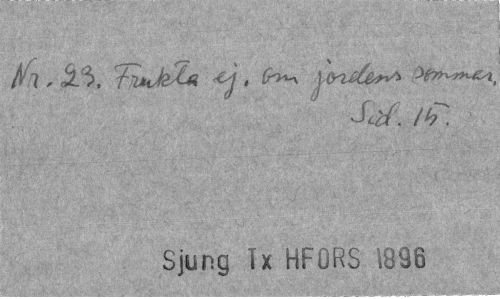 Nr. 23. Frukta ej. om jordens sommar.
Sid. 15.
Sjung Tx HFORS 1896